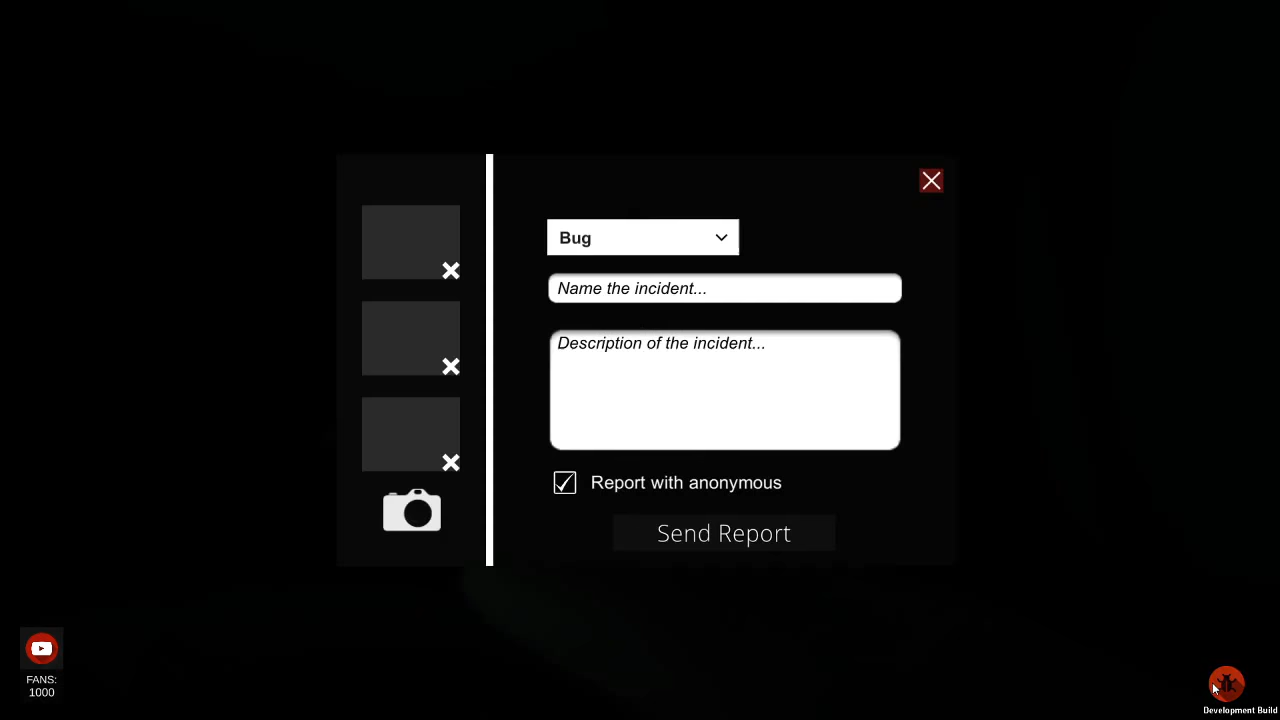 Bug
Name the incident...
Description of the incident...
Report with anonymous
Send Report
FANS:
1000
Development Build